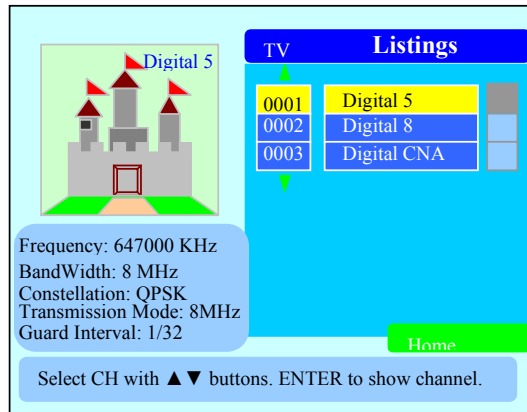 Digital 5
TV
Listings
0001 Digital 5
0002 Digital 8
0003 Digital CNA
Frequency: 647000 KHz
BandWidth: 8 MHz
Constellation: QPSK
Transmission Mode: 8MHz
Guard Interval: 1/32
Home
Select CH with ▲▼ buttons. ENTER to show channel.